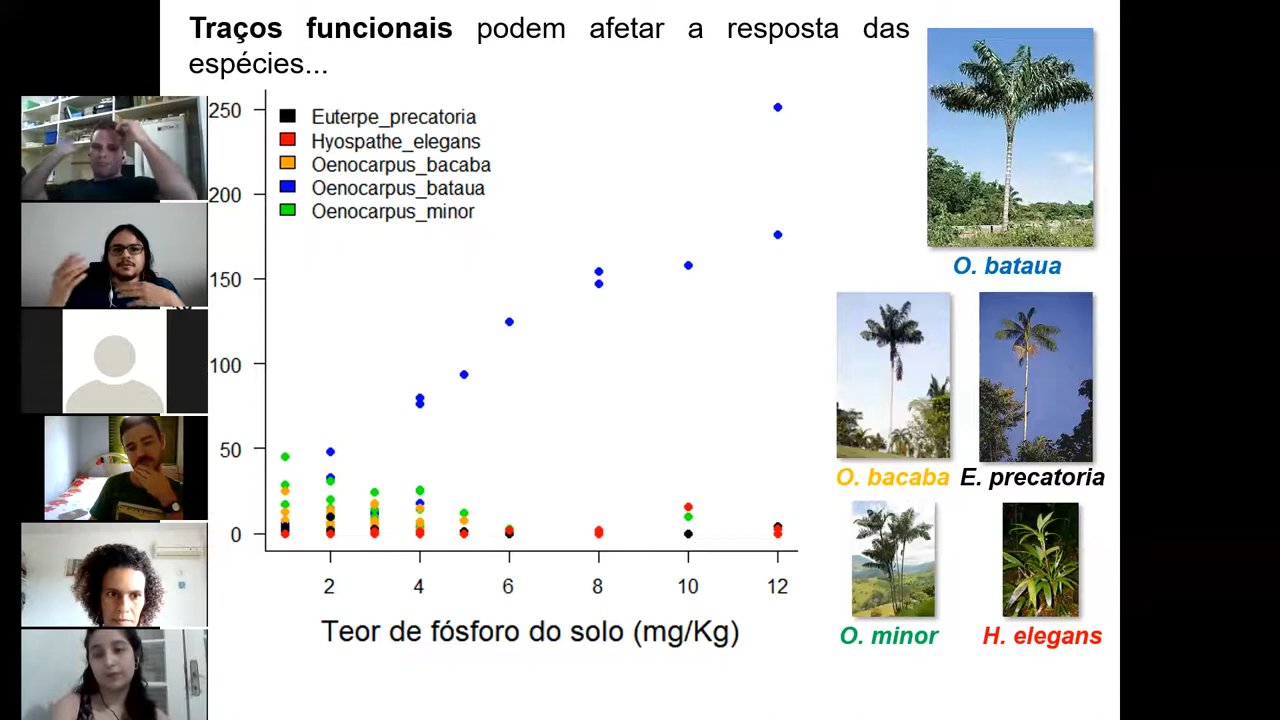 Traços funcionais podem afetar a resposta das
espécies...
250
200
150
100
50
0
Euterpe_precatoria
Hyospathe_elegans
Oenocarpus_bacaba
Oenocarpus_bataua
Oenocarpus_minor
2 4 6 8 10 12
Teor de fósforo do solo (mg/Kg)
O. bataua
O. bacaba E. precatoria
O. minor H. elegans